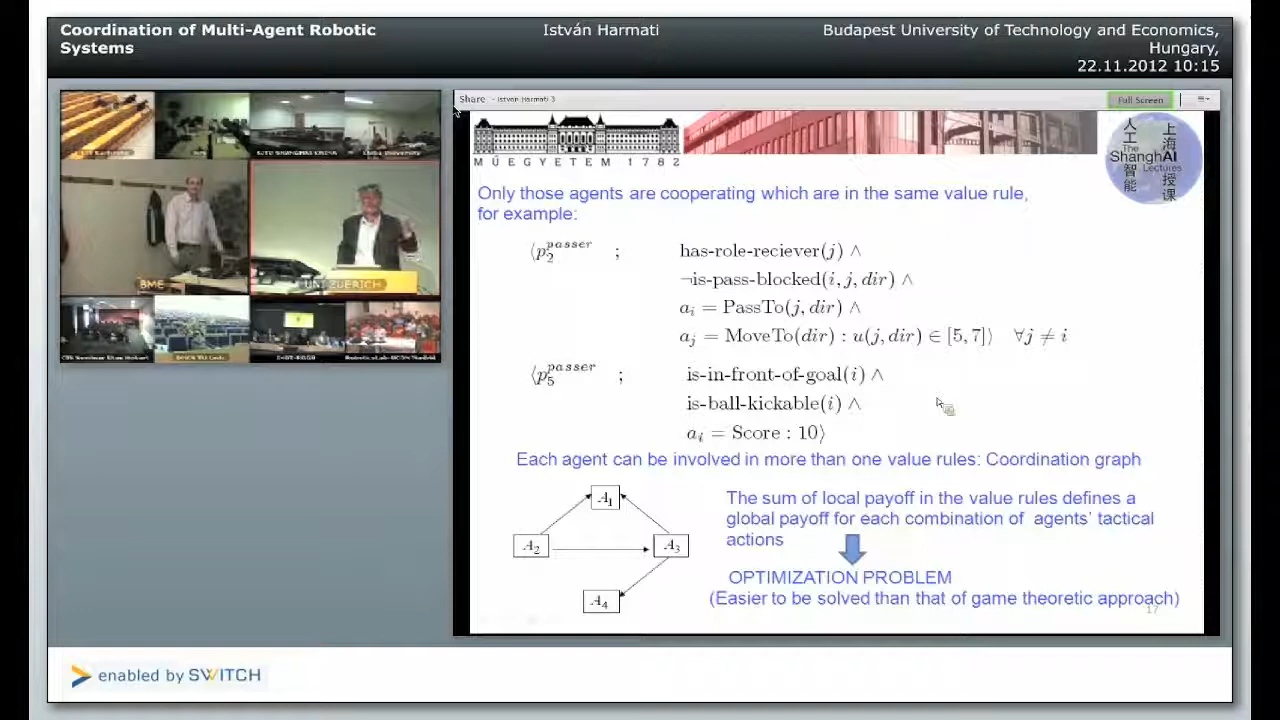 Coordination of Multi-Agent Robotic
Systems
István Harmati
Budapest University of Technology and Economics,
Hungary,
22.11.2012 10:15
Share - Istvan Harmati 3
Full Screen
MŰEGYETEM 1782
人工智能
上海授课
The
ShanghAI
Lectures
BME
UNI ZUERICH
Only those agents are cooperating which are in the same value rule,
for example:
⟨p₂^passer ; has-role-reciever(j) ∧
¬is-pass-blocked(i, j, dir) ∧
aᵢ = PassTo(j, dir) ∧
aⱼ = MoveTo(dir) : u(j, dir) ∈ [5, 7]⟩ ∀j ≠ i
⟨p₅^passer ; is-in-front-of-goal(i) ∧
is-ball-kickable(i) ∧
aᵢ = Score : 10⟩
Each agent can be involved in more than one value rules: Coordination graph
A₁
A₂
A₃
A₄
The sum of local payoff in the value rules defines a
global payoff for each combination of agents' tactical
actions
OPTIMIZATION PROBLEM
(Easier to be solved than that of game theoretic approach)
17
enabled by SWITCH